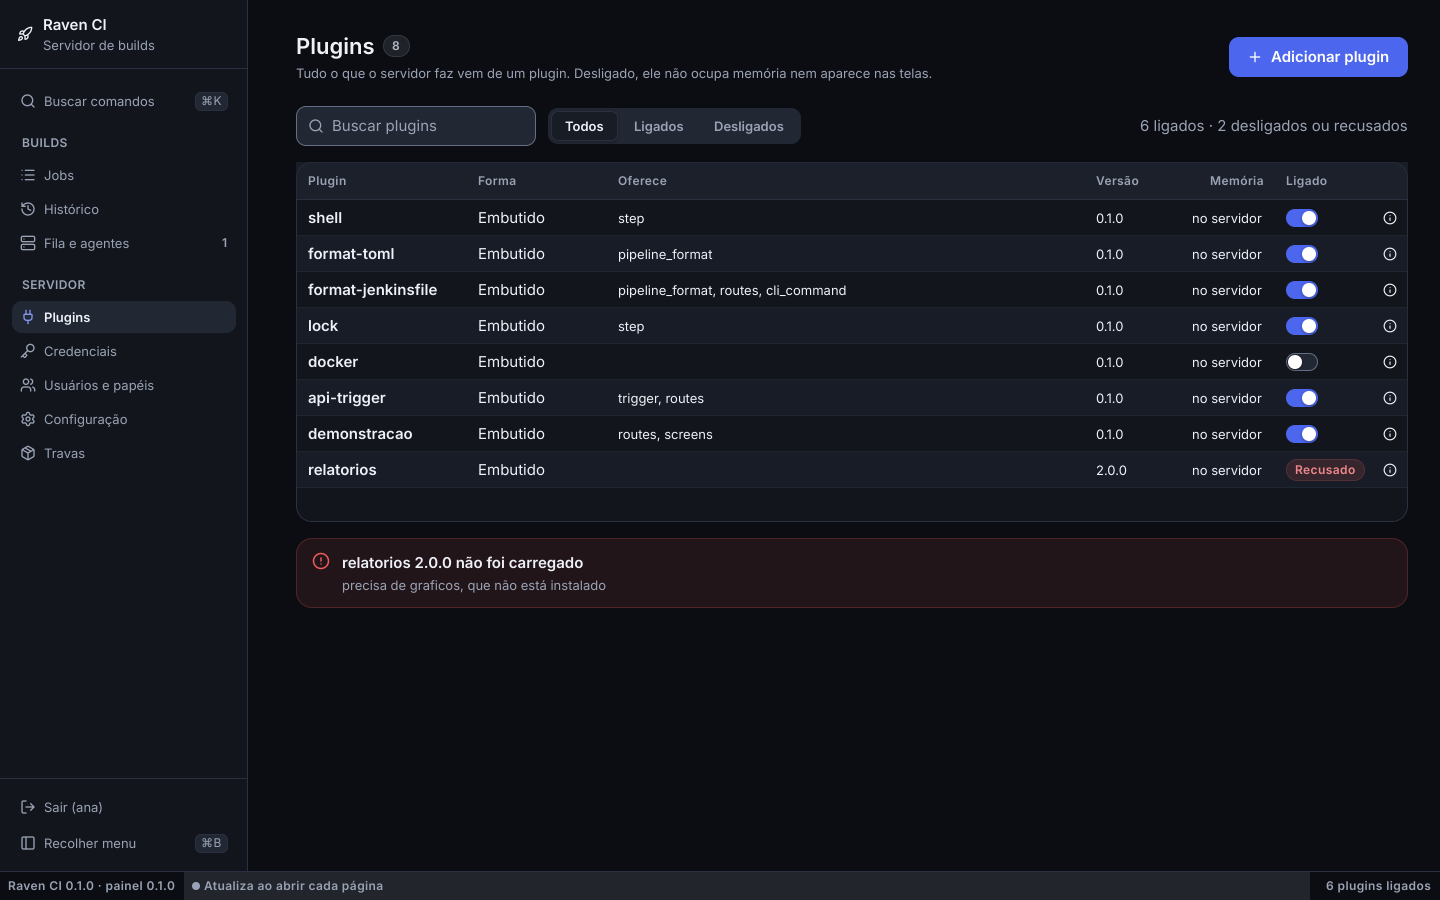 Raven CI
Servidor de builds
Buscar comandos ⌘K
BUILDS
Jobs
Histórico
Fila e agentes 1
SERVIDOR
Plugins
Credenciais
Usuários e papéis
Configuração
Travas
Sair (ana)
Recolher menu ⌘B
Plugins 8
Tudo o que o servidor faz vem de um plugin. Desligado, ele não ocupa memória nem aparece nas telas.
Adicionar plugin
Buscar plugins
Todos Ligados Desligados
6 ligados · 2 desligados ou recusados
Plugin Forma Oferece Versão Memória Ligado
shell Embutido step 0.1.0 no servidor
format-toml Embutido pipeline_format 0.1.0 no servidor
format-jenkinsfile Embutido pipeline_format, routes, cli_command 0.1.0 no servidor
lock Embutido step 0.1.0 no servidor
docker Embutido 0.1.0 no servidor
api-trigger Embutido trigger, routes 0.1.0 no servidor
demonstracao Embutido routes, screens 0.1.0 no servidor
relatorios Embutido 2.0.0 no servidor Recusado
relatorios 2.0.0 não foi carregado
precisa de graficos, que não está instalado
Raven CI 0.1.0 · painel 0.1.0
Atualiza ao abrir cada página
6 plugins ligados